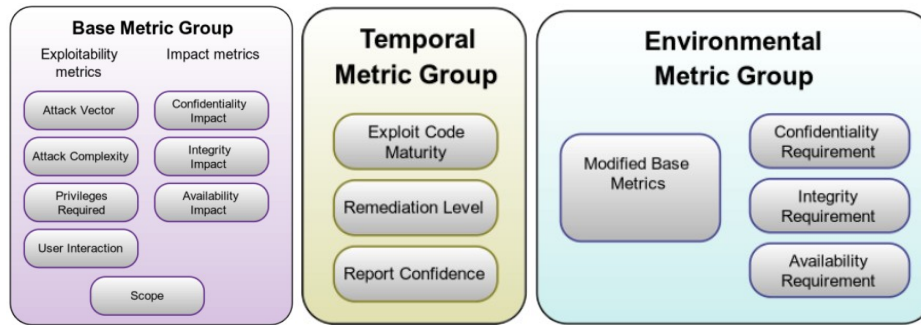 Base Metric Group
Exploitability
metrics
Impact metrics
Attack Vector
Attack Complexity
Privileges
Required
User Interaction
Confidentiality
Impact
Integrity
Impact
Availability
Impact
Scope
Temporal
Metric Group
Exploit Code
Maturity
Remediation Level
Report Confidence
Environmental
Metric Group
Modified Base
Metrics
Confidentiality
Requirement
Integrity
Requirement
Availability
Requirement